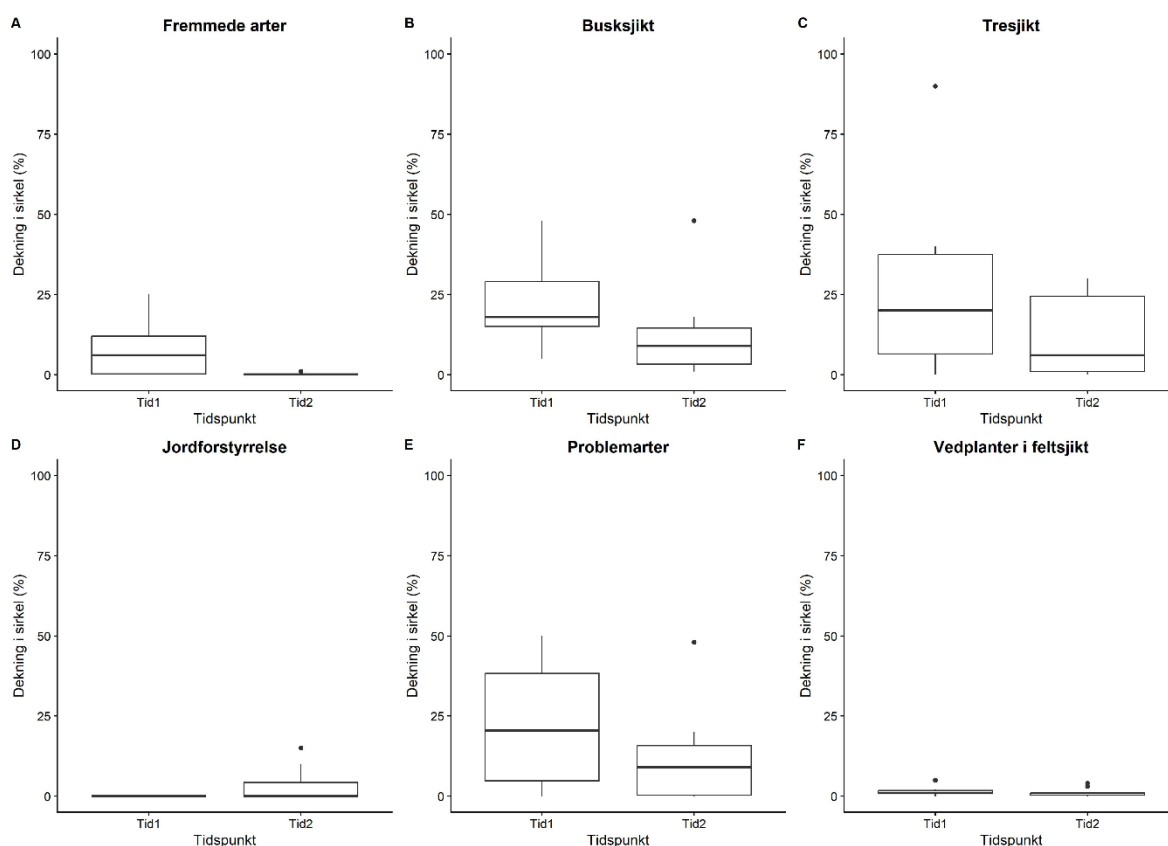 A
Fremmede arter
100
75
50
25
0
Dekning i sirkel (%)
Tid1
Tid2
Tidspunkt
B
Busksjikt
100
75
50
25
0
Dekning i sirkel (%)
Tid1
Tid2
Tidspunkt
C
Tresjikt
100
75
50
25
0
Dekning i sirkel (%)
Tid1
Tid2
Tidspunkt
D
Jordforstyrrelse
100
75
50
25
0
Dekning i sirkel (%)
Tid1
Tid2
Tidspunkt
E
Problemarter
100
75
50
25
0
Dekning i sirkel (%)
Tid1
Tid2
Tidspunkt
F
Vedplanter i feltsjikt
100
75
50
25
0
Dekning i sirkel (%)
Tid1
Tid2
Tidspunkt